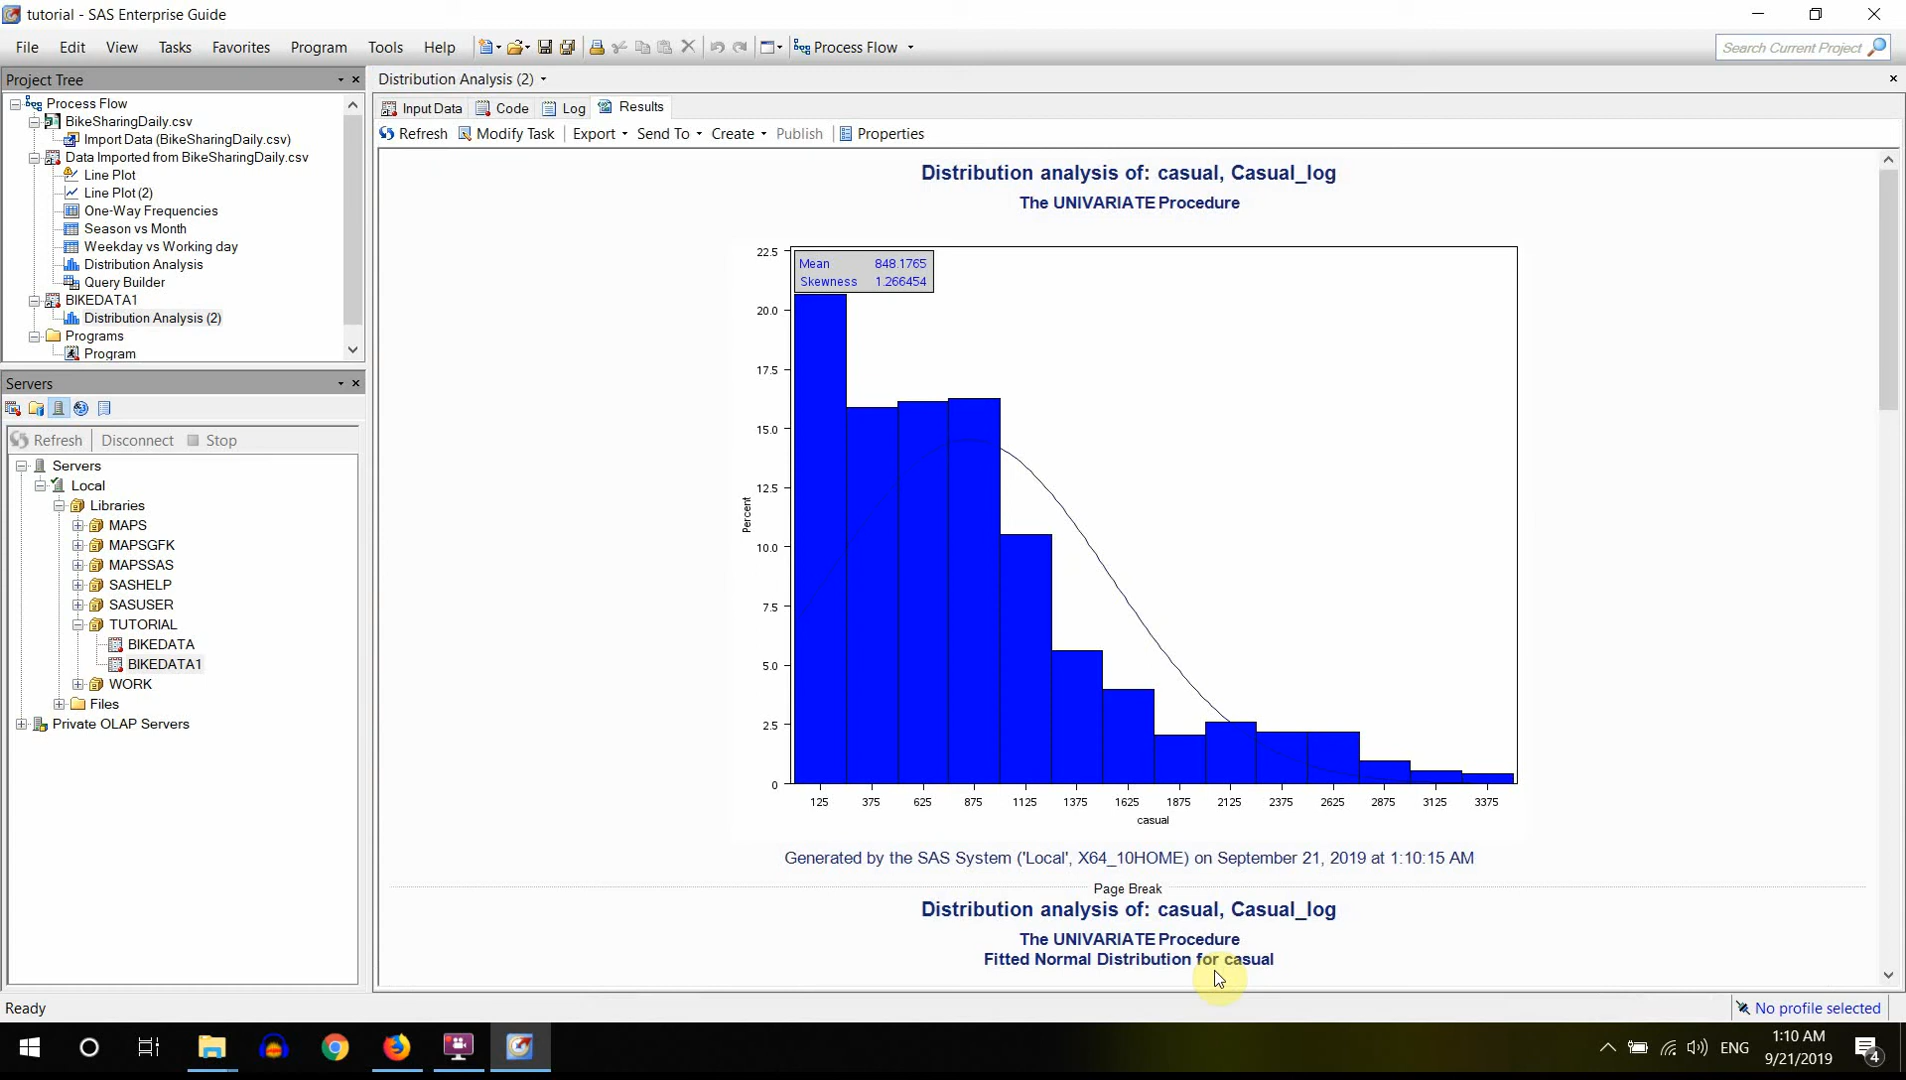 tutorial - SAS Enterprise Guide
File Edit View Tasks Favorites Program Tools Help Process Flow Search Current Project
Project Tree
Process Flow
BikeSharingDaily.csv
Import Data (BikeSharingDaily.csv)
Data Imported from BikeSharingDaily.csv
Line Plot
Line Plot (2)
One-Way Frequencies
Season vs Month
Weekday vs Working day
Distribution Analysis
Query Builder
BIKEDATA1
Distribution Analysis (2)
Programs
Program
Servers
Refresh Disconnect Stop
Servers
Local
Libraries
MAPS
MAPSGFK
MAPSSAS
SASHELP
SASUSER
TUTORIAL
BIKEDATA
BIKEDATA1
WORK
Files
Private OLAP Servers
Distribution Analysis (2)
Input Data Code Log Results
Refresh Modify Task Export Send To Create Publish Properties
Distribution analysis of: casual, Casual_log
The UNIVARIATE Procedure
Mean 848.1765
Skewness 1.266454
22.5
20.0
17.5
15.0
12.5
10.0
7.5
5.0
2.5
0
Percent
125 375 625 875 1125 1375 1625 1875 2125 2375 2625 2875 3125 3375
casual
Generated by the SAS System ('Local', X64_10HOME) on September 21, 2019 at 1:10:15 AM
Page Break
Distribution analysis of: casual, Casual_log
The UNIVARIATE Procedure
Fitted Normal Distribution for casual
Ready
No profile selected
ENG
1:10 AM
9/21/2019
4